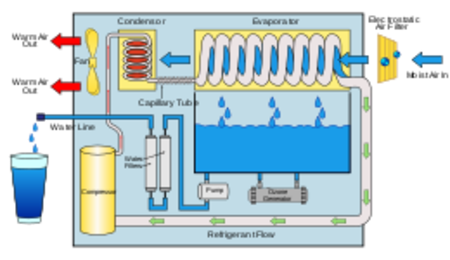 Condensor
Evaporator
Electrostatic
Air Filter
Warm Air
Out
Fan
Moist Air In
Warm Air
Out
Capillary Tube
Water Line
Water
Filters
Compressor
Pump
Ozone
Generator
Refrigerant Flow